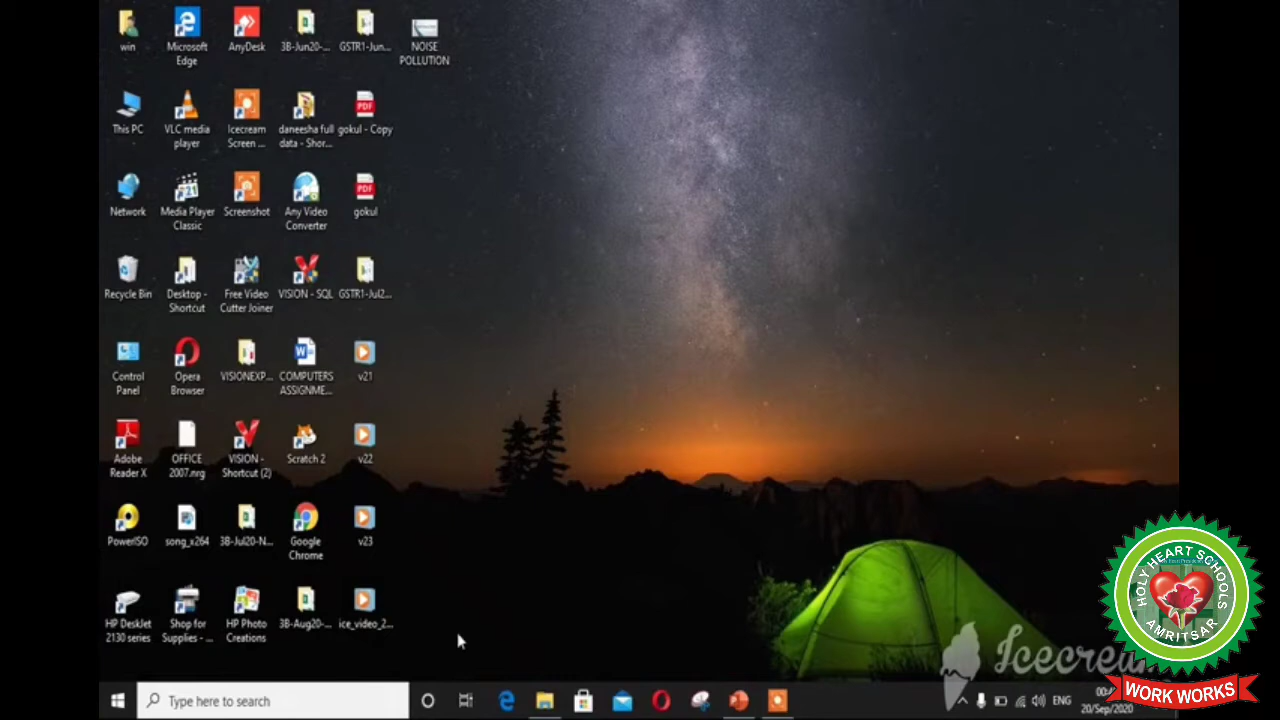 win
Microsoft
Edge
AnyDesk
3B-Jun20-...
GSTR1-Jun...
NOISE
POLLUTION
This PC
VLC media
player
Icecream
Screen ...
daneesha full
data - Shor...
PDF
gokul - Copy
Network
Media Player
Classic
Screenshot
Any Video
Converter
PDF
gokul
Recycle Bin
Desktop -
Shortcut
Free Video
Cutter Joiner
VISION - SQL
GSTR1-Jul2...
Control
Panel
Opera
Browser
VISIONEXP...
COMPUTERS
ASSIGNME...
v21
Adobe
Reader X
OFFICE
2007.nrg
VISION -
Shortcut (2)
Scratch 2
v22
PowerISO
song_x264
3B-Jul20-N...
Google
Chrome
v23
HP DeskJet
2130 series
Shop for
Supplies - ...
HP Photo
Creations
3B-Aug20-...
ice_video_2...
Type here to search
ENG
20/Sep/2020
Icecream
HOLY HEART SCHOOLS
AMRITSAR
WORK WORKS